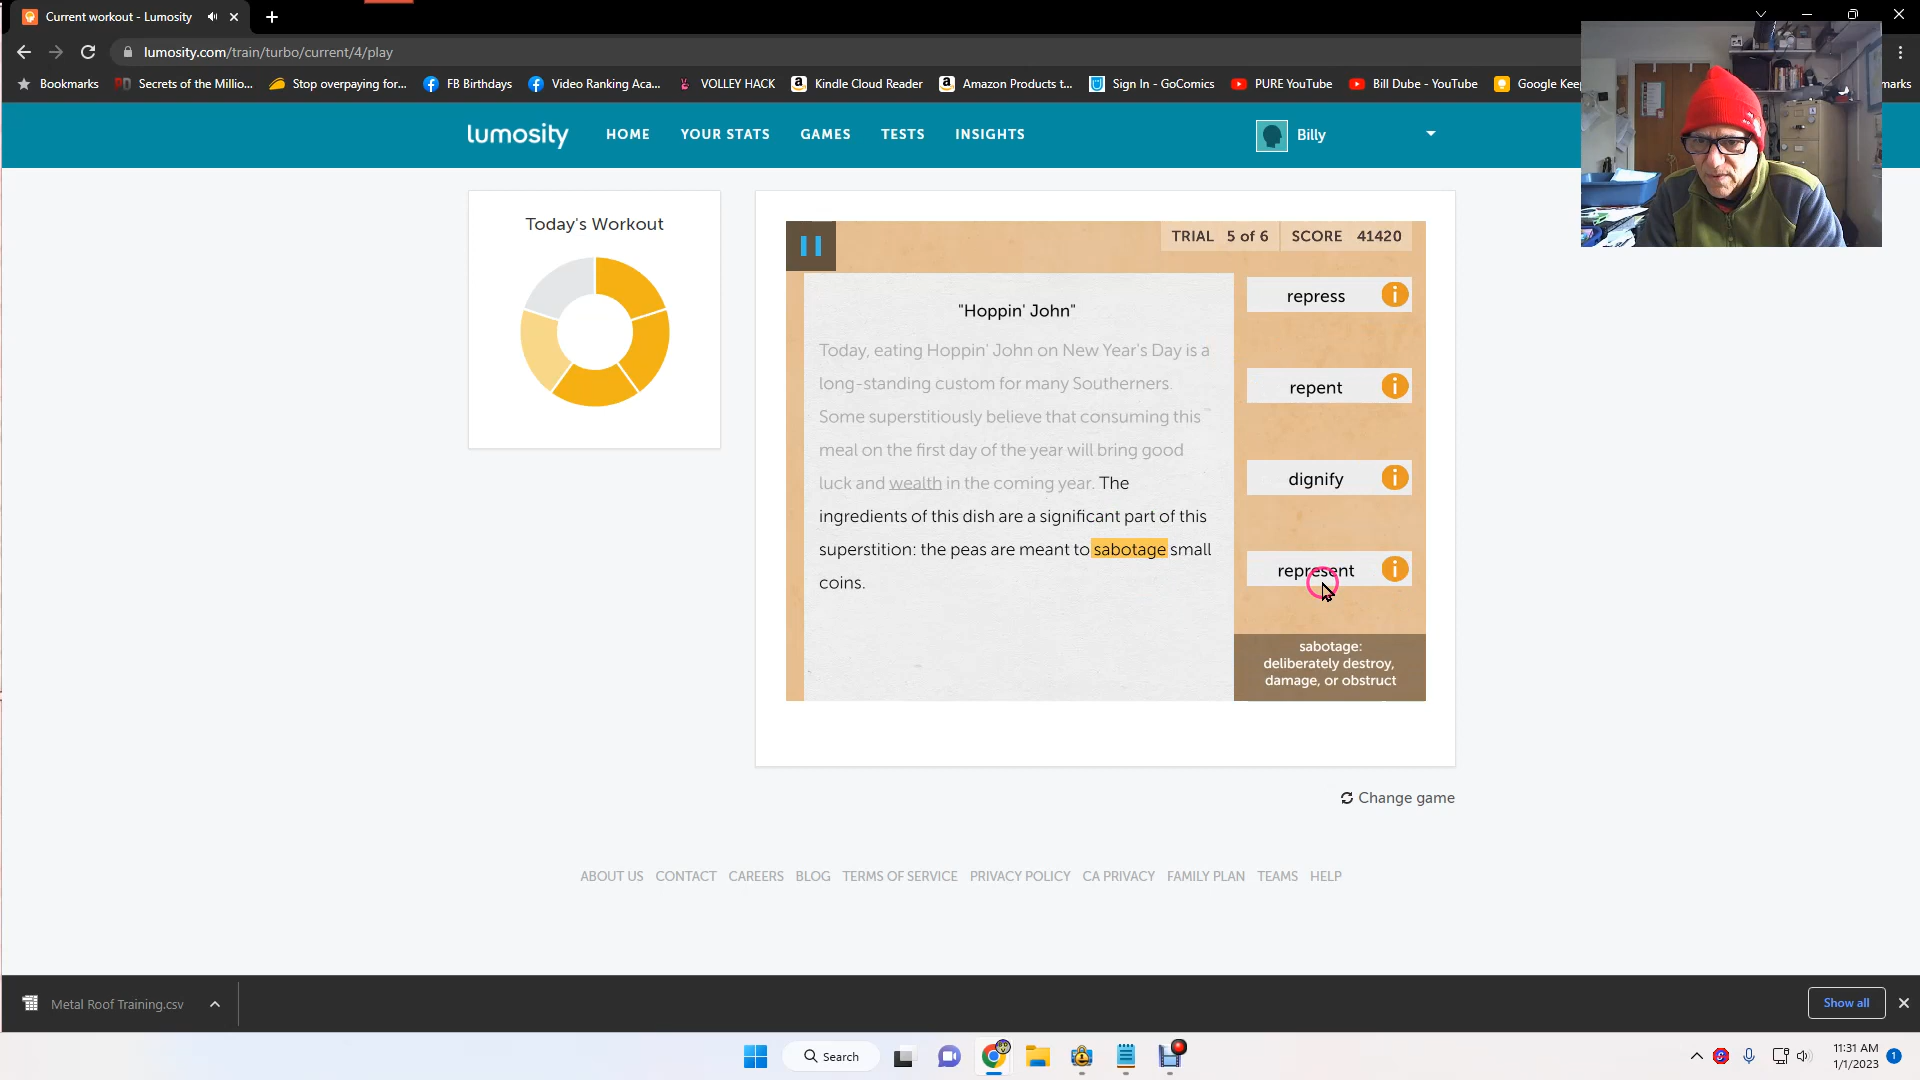 Current workout - Lumosity
lumosity.com/train/turbo/current/4/play
Bookmarks
Secrets of the Millio...
Stop overpaying for...
FB Birthdays
Video Ranking Aca...
VOLLEY HACK
Kindle Cloud Reader
Amazon Products t...
Sign In - GoComics
PURE YouTube
Bill Dube - YouTube
Google Keep
marks
lumosity
HOME
YOUR STATS
GAMES
TESTS
INSIGHTS
Billy
Today's Workout
TRIAL 5 of 6
SCORE 41420
"Hoppin' John"
Today, eating Hoppin' John on New Year's Day is a
long-standing custom for many Southerners.
Some superstitiously believe that consuming this
meal on the first day of the year will bring good
luck and wealth in the coming year. The
ingredients of this dish are a significant part of this
superstition: the peas are meant to sabotage small
coins.
repress
repent
dignify
represent
sabotage:
deliberately destroy,
damage, or obstruct
Change game
ABOUT US CONTACT CAREERS BLOG TERMS OF SERVICE PRIVACY POLICY CA PRIVACY FAMILY PLAN TEAMS HELP
Metal Roof Training.csv
Show all
Search
11:31 AM
1/1/2023
1